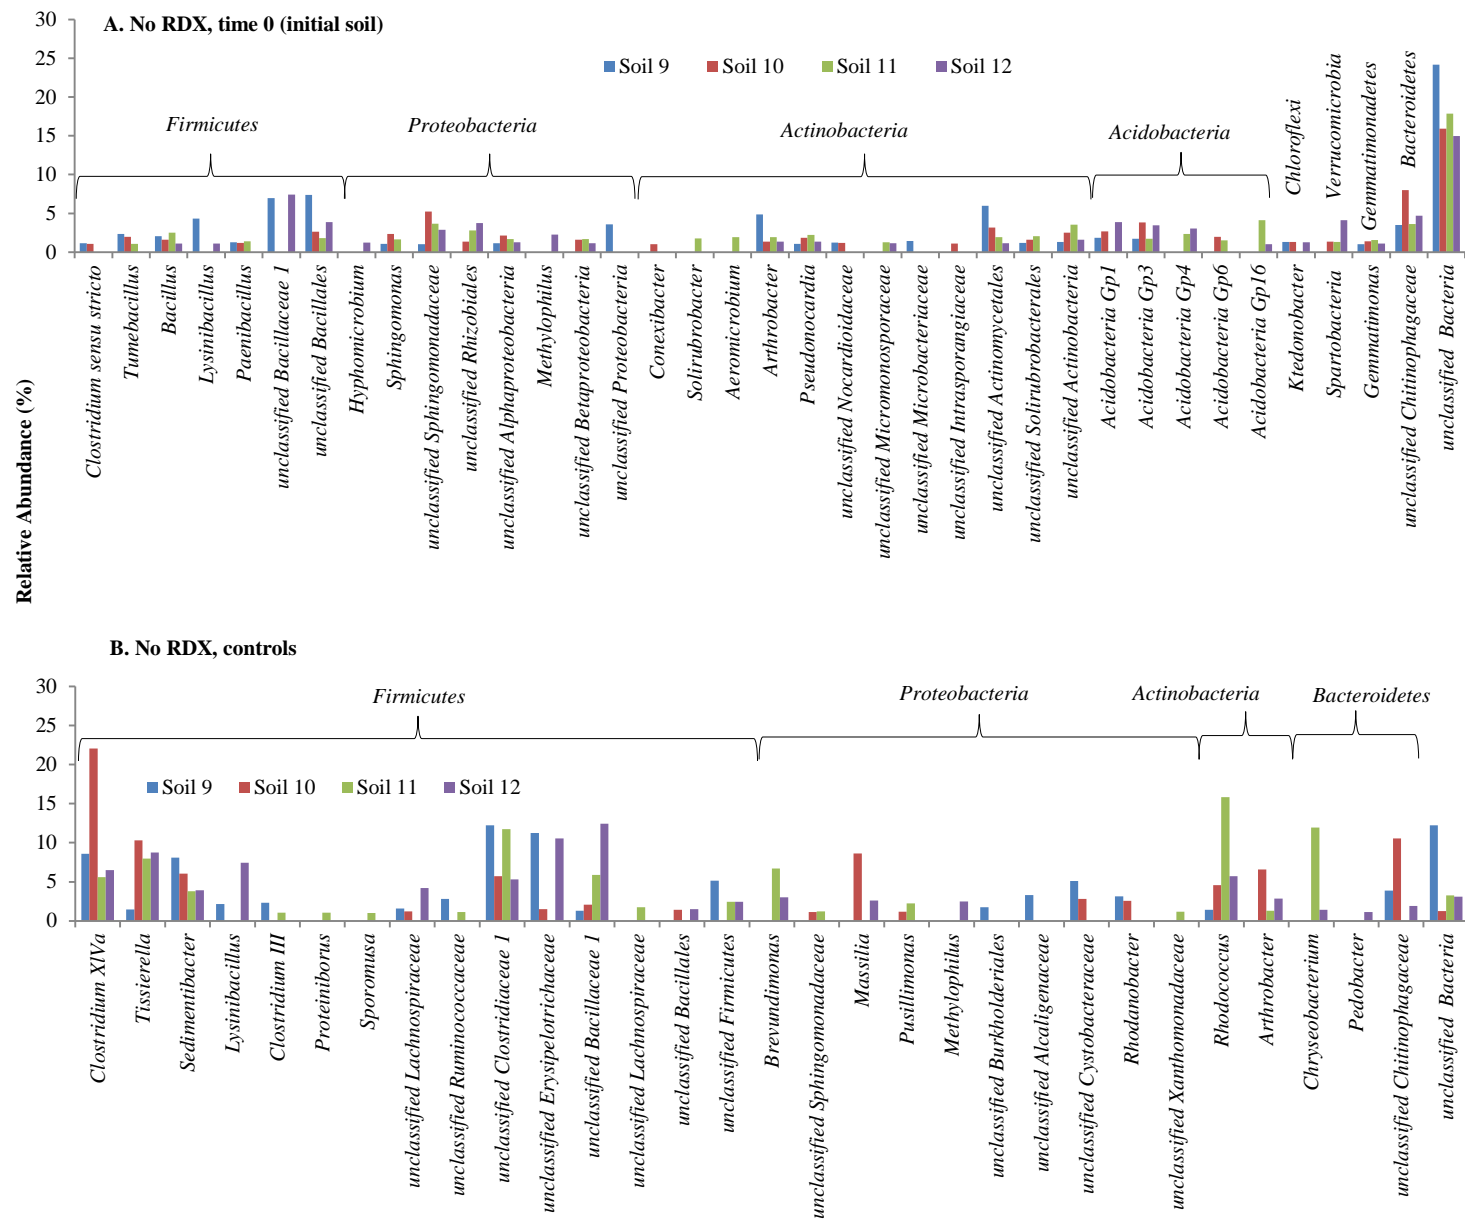 A. No RDX, time 0 (initial soil)
Soil 9
Soil 10
Soil 11
Soil 12
Firmicutes
Proteobacteria
Actinobacteria
Acidobacteria
Chloroflexi
Verrucomicrobia
Gemmatimonadetes
Bacteroidetes
30
25
20
15
10
5
0
Clostridium sensu stricto
Tumebacillus
Bacillus
Lysinibacillus
Paenibacillus
unclassified Bacillaceae 1
unclassified Bacillales
Hyphomicrobium
Sphingomonas
unclassified Sphingomonadaceae
unclassified Rhizobiales
unclassified Alphaproteobacteria
Methylophilus
unclassified Betaproteobacteria
unclassified Proteobacteria
Conexibacter
Solirubrobacter
Aeromicrobium
Arthrobacter
Pseudonocardia
unclassified Nocardioidaceae
unclassified Micromonosporaceae
unclassified Microbacteriaceae
unclassified Intrasporangiaceae
unclassified Actinomycetales
unclassified Solirubrobacterales
unclassified Actinobacteria
Acidobacteria Gp1
Acidobacteria Gp3
Acidobacteria Gp4
Acidobacteria Gp6
Acidobacteria Gp16
Ktedonobacter
Spartobacteria
Gemmatimonas
unclassified Chitinophagaceae
unclassified Bacteria
Relative Abundance (%)
B. No RDX, controls
Firmicutes
Proteobacteria
Actinobacteria
Bacteroidetes
Soil 9
Soil 10
Soil 11
Soil 12
30
25
20
15
10
5
0
Clostridium XlVa
Tissierella
Sedimentibacter
Lysinibacillus
Clostridium III
Proteiniborus
Sporomusa
unclassified Lachnospiraceae
unclassified Ruminococcaceae
unclassified Clostridiaceae 1
unclassified Erysipelotrichaceae
unclassified Bacillaceae 1
unclassified Lachnospiraceae
unclassified Bacillales
unclassified Firmicutes
Brevundimonas
unclassified Sphingomonadaceae
Massilia
Pusillimonas
Methylophilus
unclassified Burkholderiales
unclassified Alcaligenaceae
unclassified Cystobacteraceae
Rhodanobacter
unclassified Xanthomonadaceae
Rhodococcus
Arthrobacter
Chryseobacterium
Pedobacter
unclassified Chitinophagaceae
unclassified Bacteria